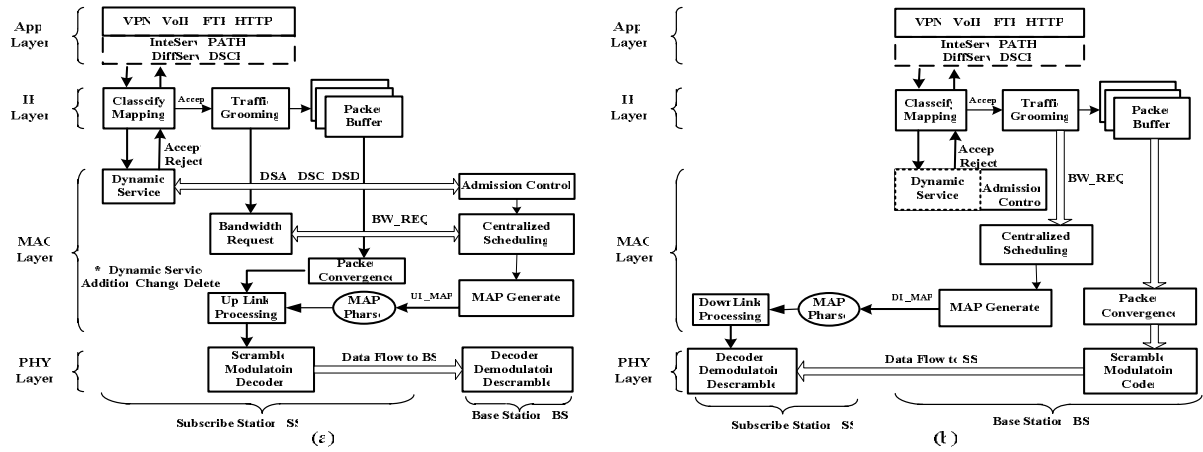 App Layer
VPN VoIP FTP HTTP
InteServ PATH
DiffServ DSCP
IP Layer
Classcify Mapping
Accep
Traffic Grooming
Packet Buffer
Accept
Reject
MAC Layer
Dynamic Service
DSA DSC DSD
Admission Control
Bandwidth Request
BW_REQ
Centralized Scheduling
* Dynamic Service
Addition Change Delete
Packet Convergence
Up Link Processing
MAP Pharse
UL_MAP
MAP Generate
PHY Layer
Scramble
Modulatoin
Decoder
Data Flow to BS
Decoder
Demodulatoin
Descramble
Subscribe Station SS
Base Station BS
(a)
App Layer
VPN VoIP FTP HTTP
InteServ PATH
DiffServ DSCP
IP Layer
Classcify Mapping
Accep
Traffic Grooming
Packet Buffer
Accept
Reject
MAC Layer
Dynamic Service
Admission Control
BW_REQ
Centralized Scheduling
Down Link Processing
MAP Pharse
DL_MAP
MAP Generate
Packet Convergence
PHY Layer
Decoder
Demodulatoin
Descramble
Data Flow to SS
Scramble
Modulatoin
Coder
Subscribe Station SS
Base Station BS
(b)